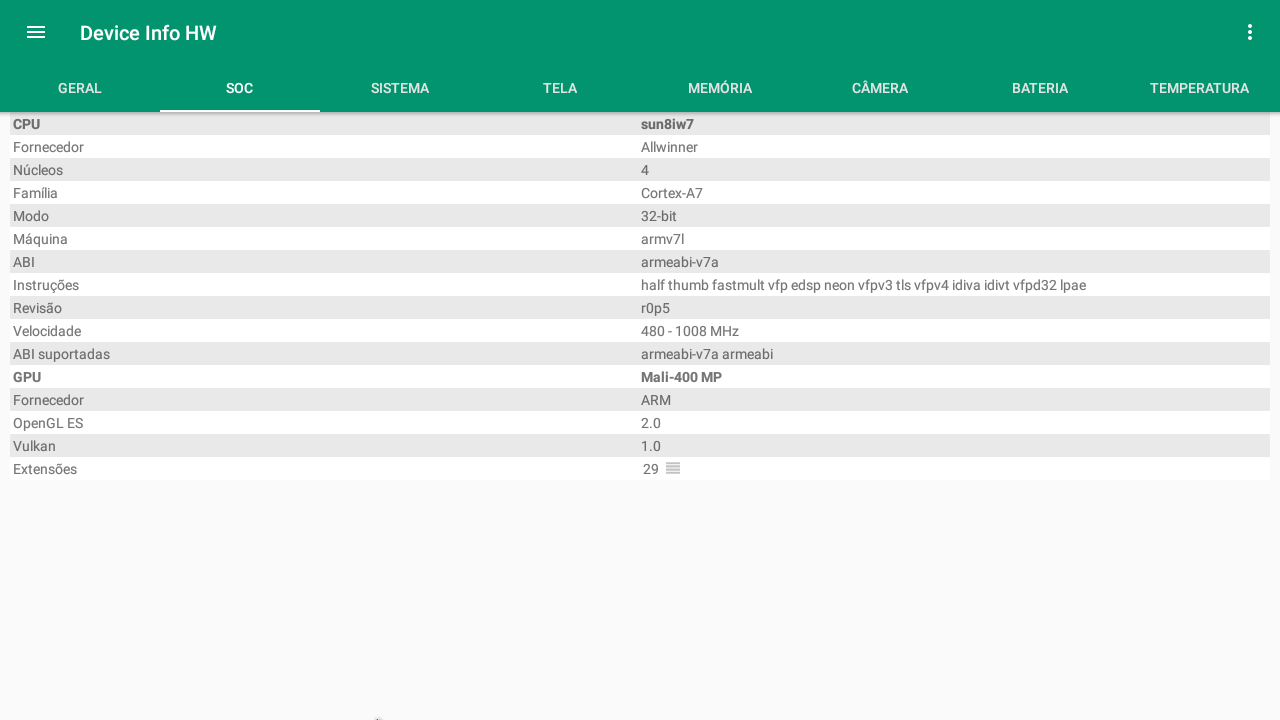 Device Info HW
GERAL SOC SISTEMA TELA MEMÓRIA CÂMERA BATERIA TEMPERATURA
CPU sun8iw7
Fornecedor Allwinner
Núcleos 4
Família Cortex-A7
Modo 32-bit
Máquina armv7l
ABI armeabi-v7a
Instruções half thumb fastmult vfp edsp neon vfpv3 tls vfpv4 idiva idivt vfpd32 lpae
Revisão r0p5
Velocidade 480 - 1008 MHz
ABI suportadas armeabi-v7a armeabi
GPU Mali-400 MP
Fornecedor ARM
OpenGL ES 2.0
Vulkan 1.0
Extensões 29